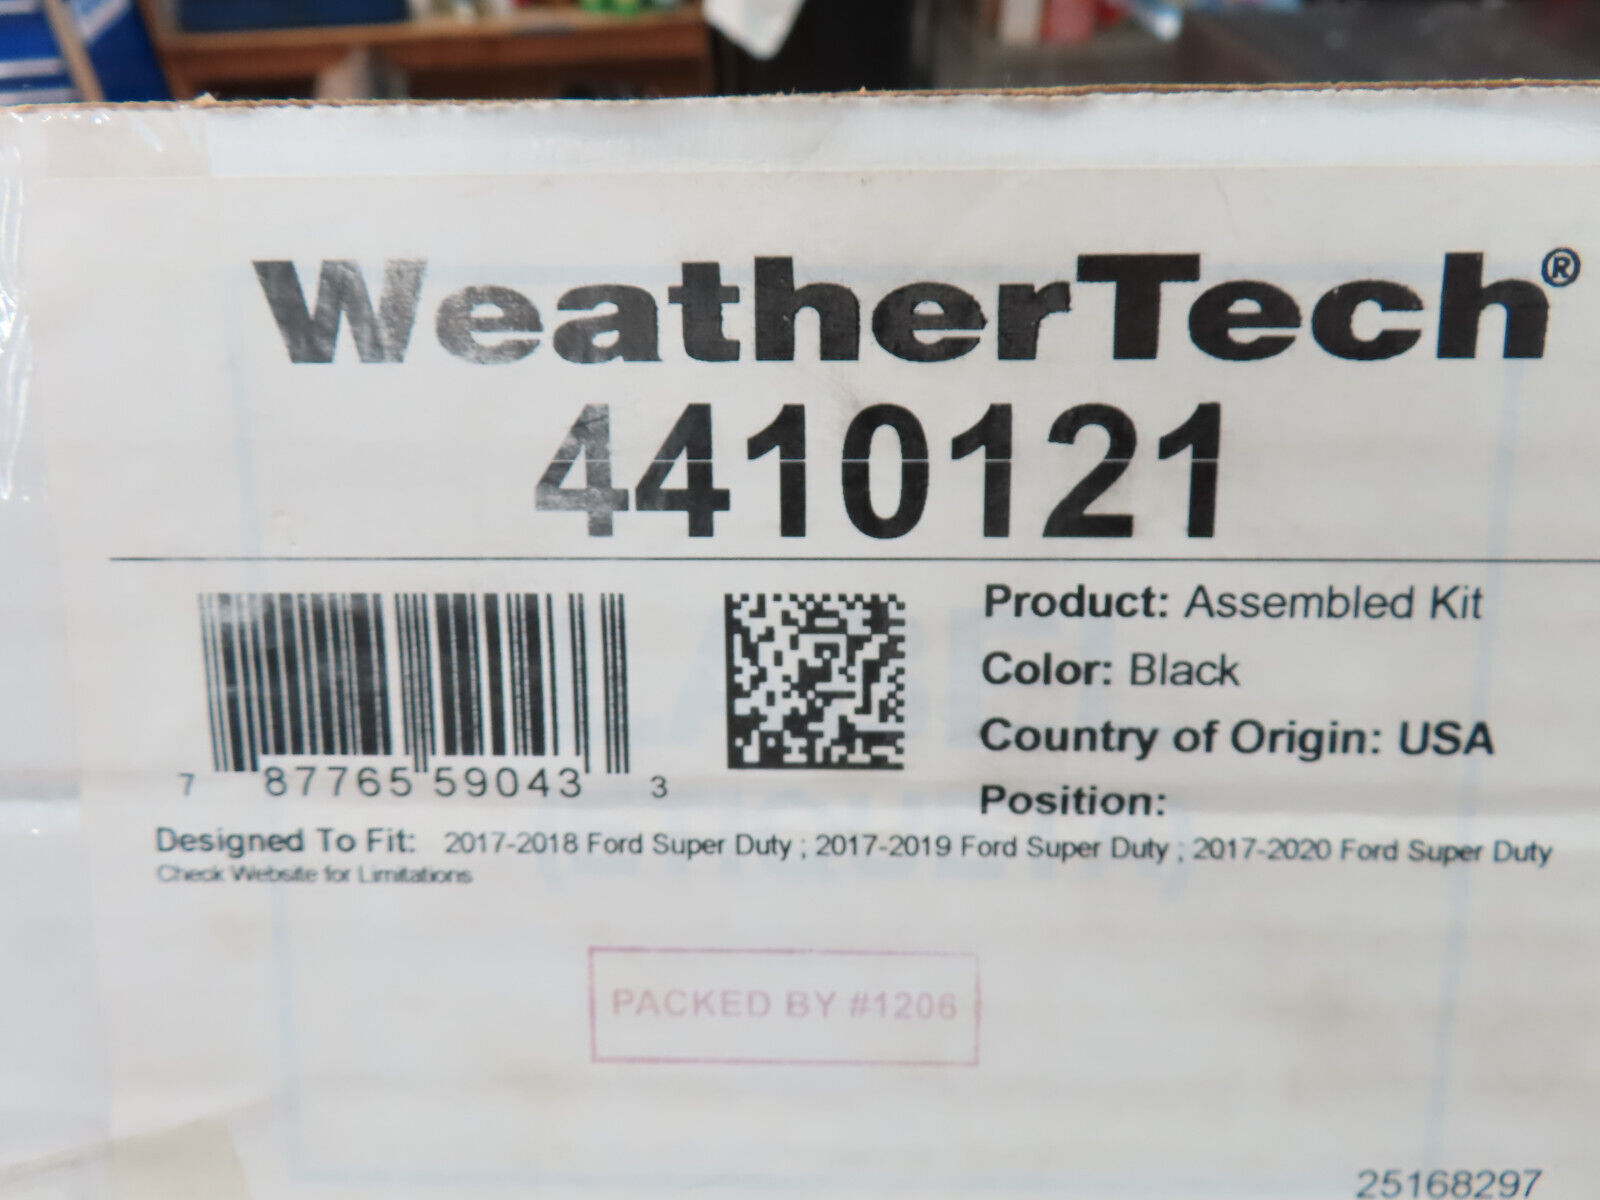 WeatherTech®
4410121
Product: Assembled Kit
Color: Black
Country of Origin: USA
Position:
7 87765 59043 3
Designed To Fit: 2017-2018 Ford Super Duty ; 2017-2019 Ford Super Duty ; 2017-2020 Ford Super Duty
Check Website for Limitations
PACKED BY #1206
25168297